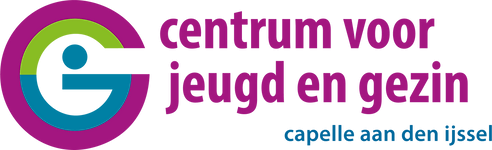 centrum voor
jeugd en gezin
capelle aan den ijssel